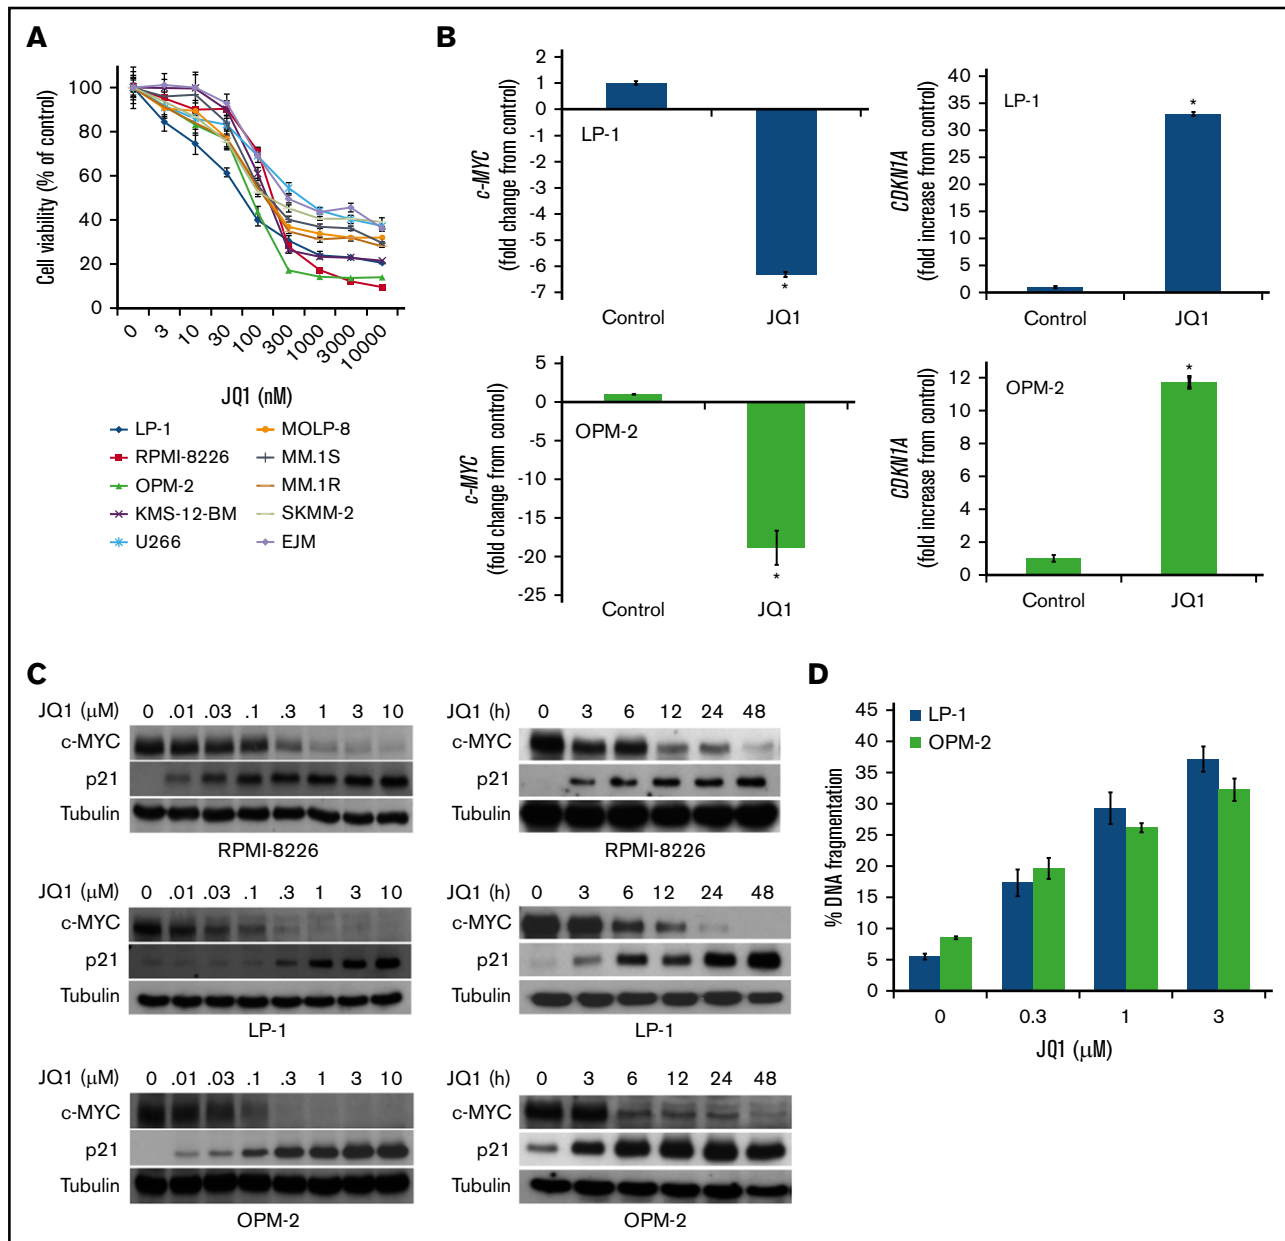 A
Cell viability (% of control)
100
80
60
40
20
0
0 3 10 30 100 300 1000 3000 10000
JQ1 (nM)
LP-1
RPMI-8226
OPM-2
KMS-12-BM
U266
MOLP-8
MM.1S
MM.1R
SKMM-2
EJM
B
c-MYC
(fold change from control)
2
1
0
-1
-2
-3
-4
-5
-6
-7
LP-1
*
Control JQ1
CDKN1A
(fold increase from control)
40
35
30
25
20
15
10
5
0
LP-1
*
Control JQ1
c-MYC
(fold change from control)
5
0
-5
-10
-15
-20
-25
OPM-2
*
Control JQ1
CDKN1A
(fold increase from control)
12
10
8
6
4
2
0
OPM-2
*
Control JQ1
C
JQ1 (μM) 0 .01 .03 .1 .3 1 3 10
c-MYC
p21
Tubulin
RPMI-8226
JQ1 (h) 0 3 6 12 24 48
c-MYC
p21
Tubulin
RPMI-8226
JQ1 (μM) 0 .01 .03 .1 .3 1 3 10
c-MYC
p21
Tubulin
LP-1
JQ1 (h) 0 3 6 12 24 48
c-MYC
p21
Tubulin
LP-1
JQ1 (μM) 0 .01 .03 .1 .3 1 3 10
c-MYC
p21
Tubulin
OPM-2
JQ1 (h) 0 3 6 12 24 48
c-MYC
p21
Tubulin
OPM-2
D
% DNA fragmentation
45
40
35
30
25
20
15
10
5
0
LP-1
OPM-2
0 0.3 1 3
JQ1 (μM)